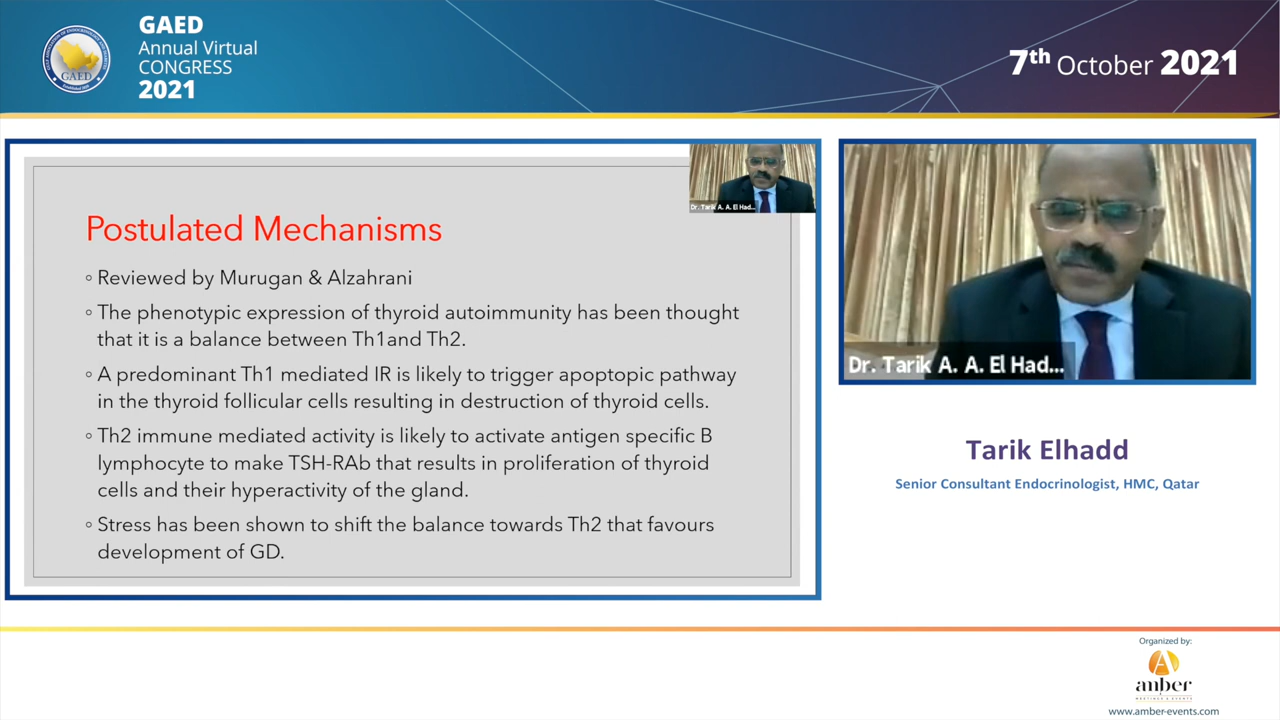 GAED
Annual Virtual
CONGRESS
2021
GAED
7th October 2021
Dr. Tarik A. A. El Had...
Postulated Mechanisms
◦ Reviewed by Murugan & Alzahrani
◦ The phenotypic expression of thyroid autoimmunity has been thought
that it is a balance between Th1and Th2.
◦ A predominant Th1 mediated IR is likely to trigger apoptopic pathway
in the thyroid follicular cells resulting in destruction of thyroid cells.
◦ Th2 immune mediated activity is likely to activate antigen specific B
lymphocyte to make TSH-RAb that results in proliferation of thyroid
cells and their hyperactivity of the gland.
◦ Stress has been shown to shift the balance towards Th2 that favours
development of GD.
Dr. Tarik A. A. El Had...
Tarik Elhadd
Senior Consultant Endocrinologist, HMC, Qatar
Organized by:
amber
MEETINGS & EVENTS
www.amber-events.com